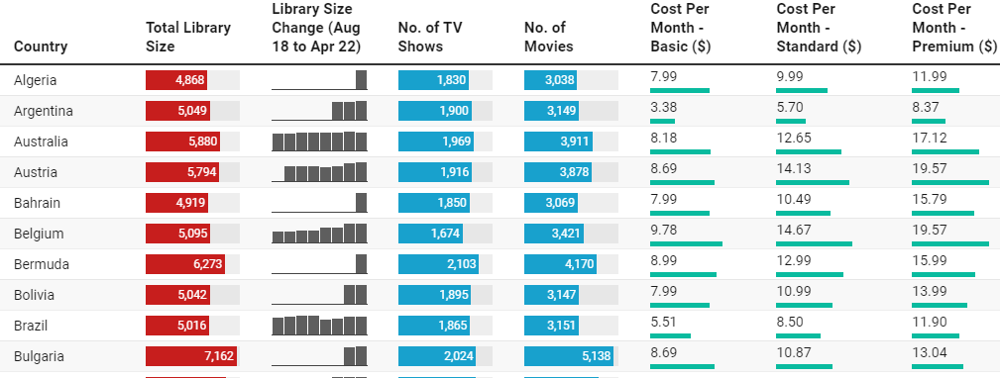 Country Total Library Size Library Size Change (Aug 18 to Apr 22) No. of TV Shows No. of Movies Cost Per Month - Basic ($) Cost Per Month - Standard ($) Cost Per Month - Premium ($)
Algeria 4,868 1,830 3,038 7.99 9.99 11.99
Argentina 5,049 1,900 3,149 3.38 5.70 8.37
Australia 5,880 1,969 3,911 8.18 12.65 17.12
Austria 5,794 1,916 3,878 8.69 14.13 19.57
Bahrain 4,919 1,850 3,069 7.99 10.49 15.79
Belgium 5,095 1,674 3,421 9.78 14.67 19.57
Bermuda 6,273 2,103 4,170 8.99 12.99 15.99
Bolivia 5,042 1,895 3,147 7.99 10.99 13.99
Brazil 5,016 1,865 3,151 5.51 8.50 11.90
Bulgaria 7,162 2,024 5,138 8.69 10.87 13.04